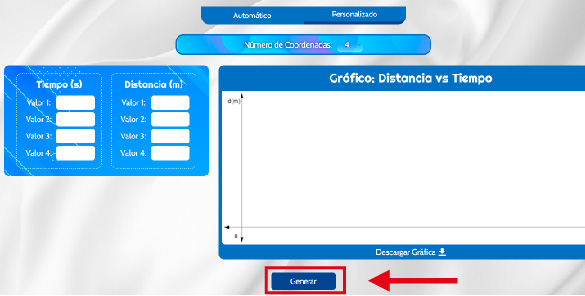 Automático Personalizado
Número de Coordenadas: 4
Tiempo (s)
Valor 1:
Valor 2:
Valor 3:
Valor 4:
Distancia (m)
Valor 1:
Valor 2:
Valor 3:
Valor 4:
Gráfico: Distancia vs Tiempo
d(m)
Descargar Gráfica
Generar